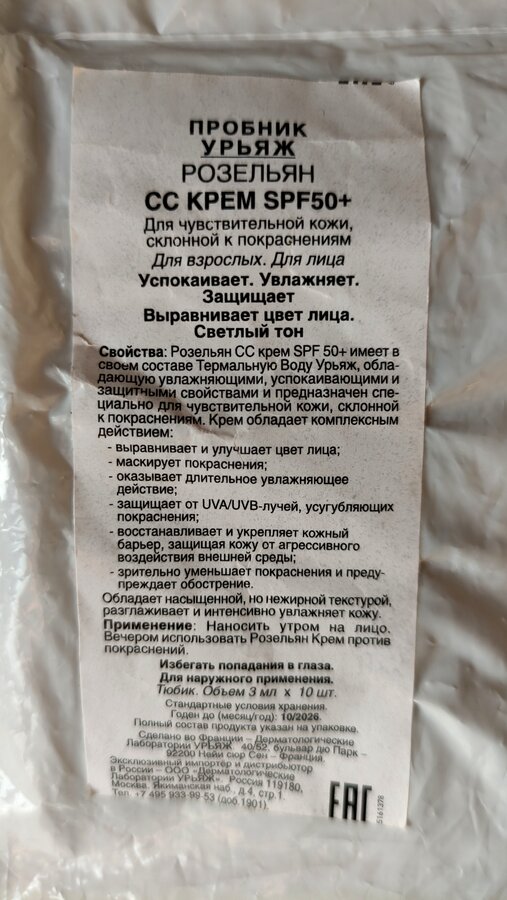 ПРОБНИК
УРЬЯЖ
РОЗЕЛЬЯН
СС КРЕМ SPF50+
Для чувствительной кожи,
склонной к покраснениям
Для взрослых. Для лица
Успокаивает. Увлажняет.
Защищает
Выравнивает цвет лица.
Светлый тон
Свойства: Розельян СС крем SPF 50+ имеет в
своем составе Термальную Воду Урьяж, обла-
дающую увлажняющими, успокаивающими и
защитными свойствами и предназначен спе-
циально для чувствительной кожи, склонной
к покраснениям. Крем обладает комплексным
действием:
- выравнивает и улучшает цвет лица;
- маскирует покраснения;
- оказывает длительное увлажняющее
действие;
- защищает от UVA/UVB-лучей, усугубляющих
покраснения;
- восстанавливает и укрепляет кожный
барьер, защищая кожу от агрессивного
воздействия внешней среды;
- зрительно уменьшает покраснения и преду-
преждает обострение.
Обладает насыщенной, но нежирной текстурой,
разглаживает и интенсивно увлажняет кожу.
Применение: Наносить утром на лицо.
Вечером использовать Розельян Крем против
покраснений.
Избегать попадания в глаза.
Для наружного применения.
Тюбик. Объем 3 мл х 10 шт.
Стандартные условия хранения.
Годен до (месяц/год): 10/2026.
Полный состав продукта указан на упаковке.
Сделано во Франции – Дерматологические
Лаборатории УРЬЯЖ. 40/52, бульвар дю Парк –
92200 Нейи сюр Сен – Франция.
Эксклюзивный импортер и дистрибьютор
в России – ООО «Дерматологические
Лаборатории УРЬЯЖ». Россия 119180,
Москва. Якиманская наб., д.4, стр.1.
Тел. +7 495 933-99-53 (доб.1901).
EAC